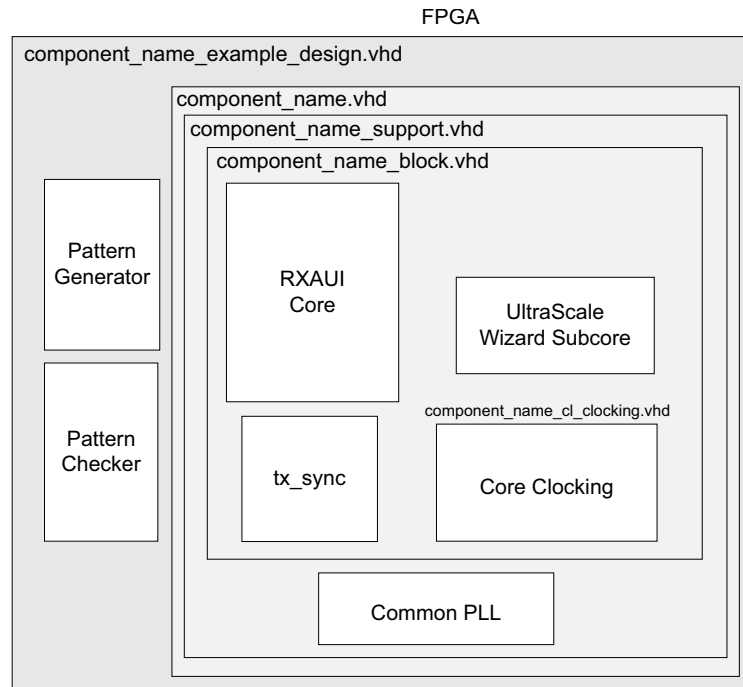 FPGA
component_name_example_design.vhd
component_name.vhd
component_name_support.vhd
component_name_block.vhd
Pattern
Generator
RXAUI
Core
UltraScale
Wizard Subcore
Pattern
Checker
tx_sync
component_name_cl_clocking.vhd
Core Clocking
Common PLL